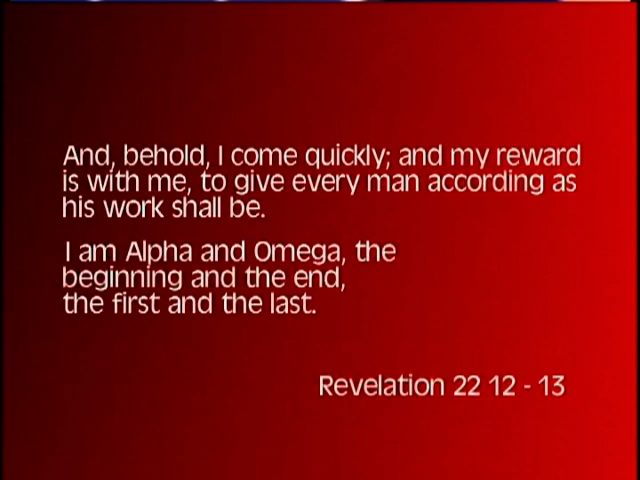 And, behold, I come quickly; and my reward
is with me, to give every man according as
his work shall be.
I am Alpha and Omega, the
beginning and the end,
the first and the last.
Revelation 22 12 - 13